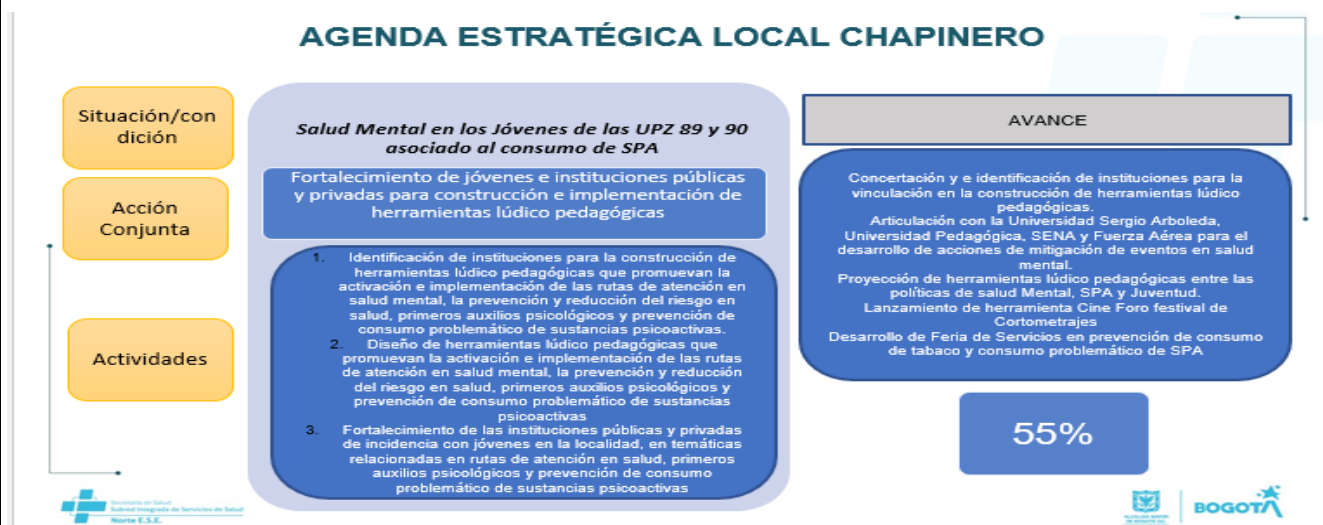 AGENDA ESTRATÉGICA LOCAL CHAPINERO
Situación/con
dición
Salud Mental en los Jóvenes de las UPZ 89 y 90
asociado al consumo de SPA
Acción
Conjunta
Fortalecimiento de jóvenes e instituciones públicas
y privadas para construcción e implementación de
herramientas lúdico pedagógicas
Actividades
1. Identificación de instituciones para la construcción de
herramientas lúdico pedagógicas que promuevan la
activación e implementación de las rutas de atención en
salud mental, la prevención y reducción del riesgo en
salud, primeros auxilios psicológicos y prevención de
consumo problemático de sustancias psicoactivas.
2. Diseño de herramientas lúdico pedagógicas que
promuevan la activación e implementación de las rutas
de atención en salud mental, la prevención y reducción
del riesgo en salud, primeros auxilios psicológicos y
prevención de consumo problemático de sustancias
psicoactivas
3. Fortalecimiento de las instituciones públicas y privadas
de incidencia con jóvenes en la localidad, en temáticas
relacionadas en rutas de atención en salud, primeros
auxilios psicológicos y prevención de consumo
problemático de sustancias psicoactivas
AVANCE
Concertación y e identificación de instituciones para la
vinculación en la construcción de herramientas lúdico
pedagógicas.
Articulación con la Universidad Sergio Arboleda,
Universidad Pedagógica, SENA y Fuerza Aérea para el
desarrollo de acciones de mitigación de eventos en salud
mental.
Proyección de herramientas lúdico pedagógicas entre las
políticas de salud Mental, SPA y Juventud.
Lanzamiento de herramienta Cine Foro festival de
Cortometrajes
Desarrollo de Feria de Servicios en prevención de consumo
de tabaco y consumo problemático de SPA
55%
Secretaría de Salud
Subred Integrada de Servicios de Salud
Norte E.S.E.
ALCALDÍA MAYOR
DE BOGOTÁ D.C.
BOGOTÁ